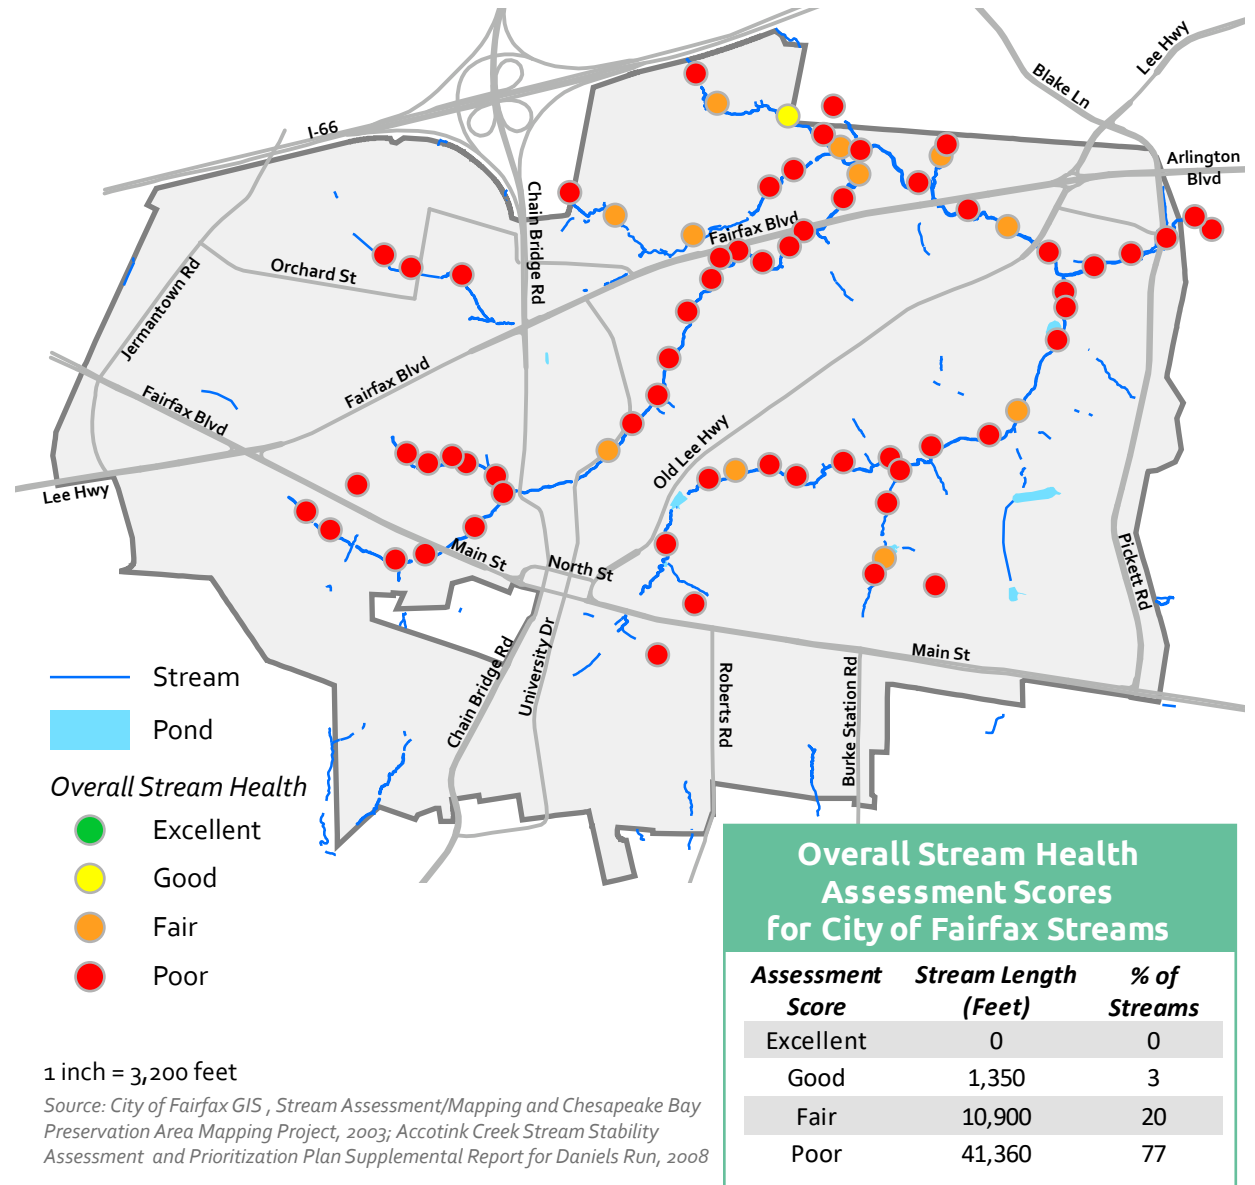 I-66
Blake Ln
Lee Hwy
Arlington
Blvd
Chain Bridge Rd
Fairfax Blvd
Orchard St
Jermantown Rd
Fairfax Blvd
Fairfax Blvd
Old Lee Hwy
Lee Hwy
Main St
North St
Pickett Rd
Main St
Chain Bridge Rd
University Dr
Roberts Rd
Burke Station Rd
Stream
Pond
Overall Stream Health
Excellent
Good
Fair
Poor
1 inch = 3,200 feet
Source: City of Fairfax GIS , Stream Assessment/Mapping and Chesapeake Bay
Preservation Area Mapping Project, 2003; Accotink Creek Stream Stability
Assessment and Prioritization Plan Supplemental Report for Daniels Run, 2008
Overall Stream Health
Assessment Scores
for City of Fairfax Streams
Assessment Score Stream Length (Feet) % of Streams
Excellent 0 0
Good 1,350 3
Fair 10,900 20
Poor 41,360 77